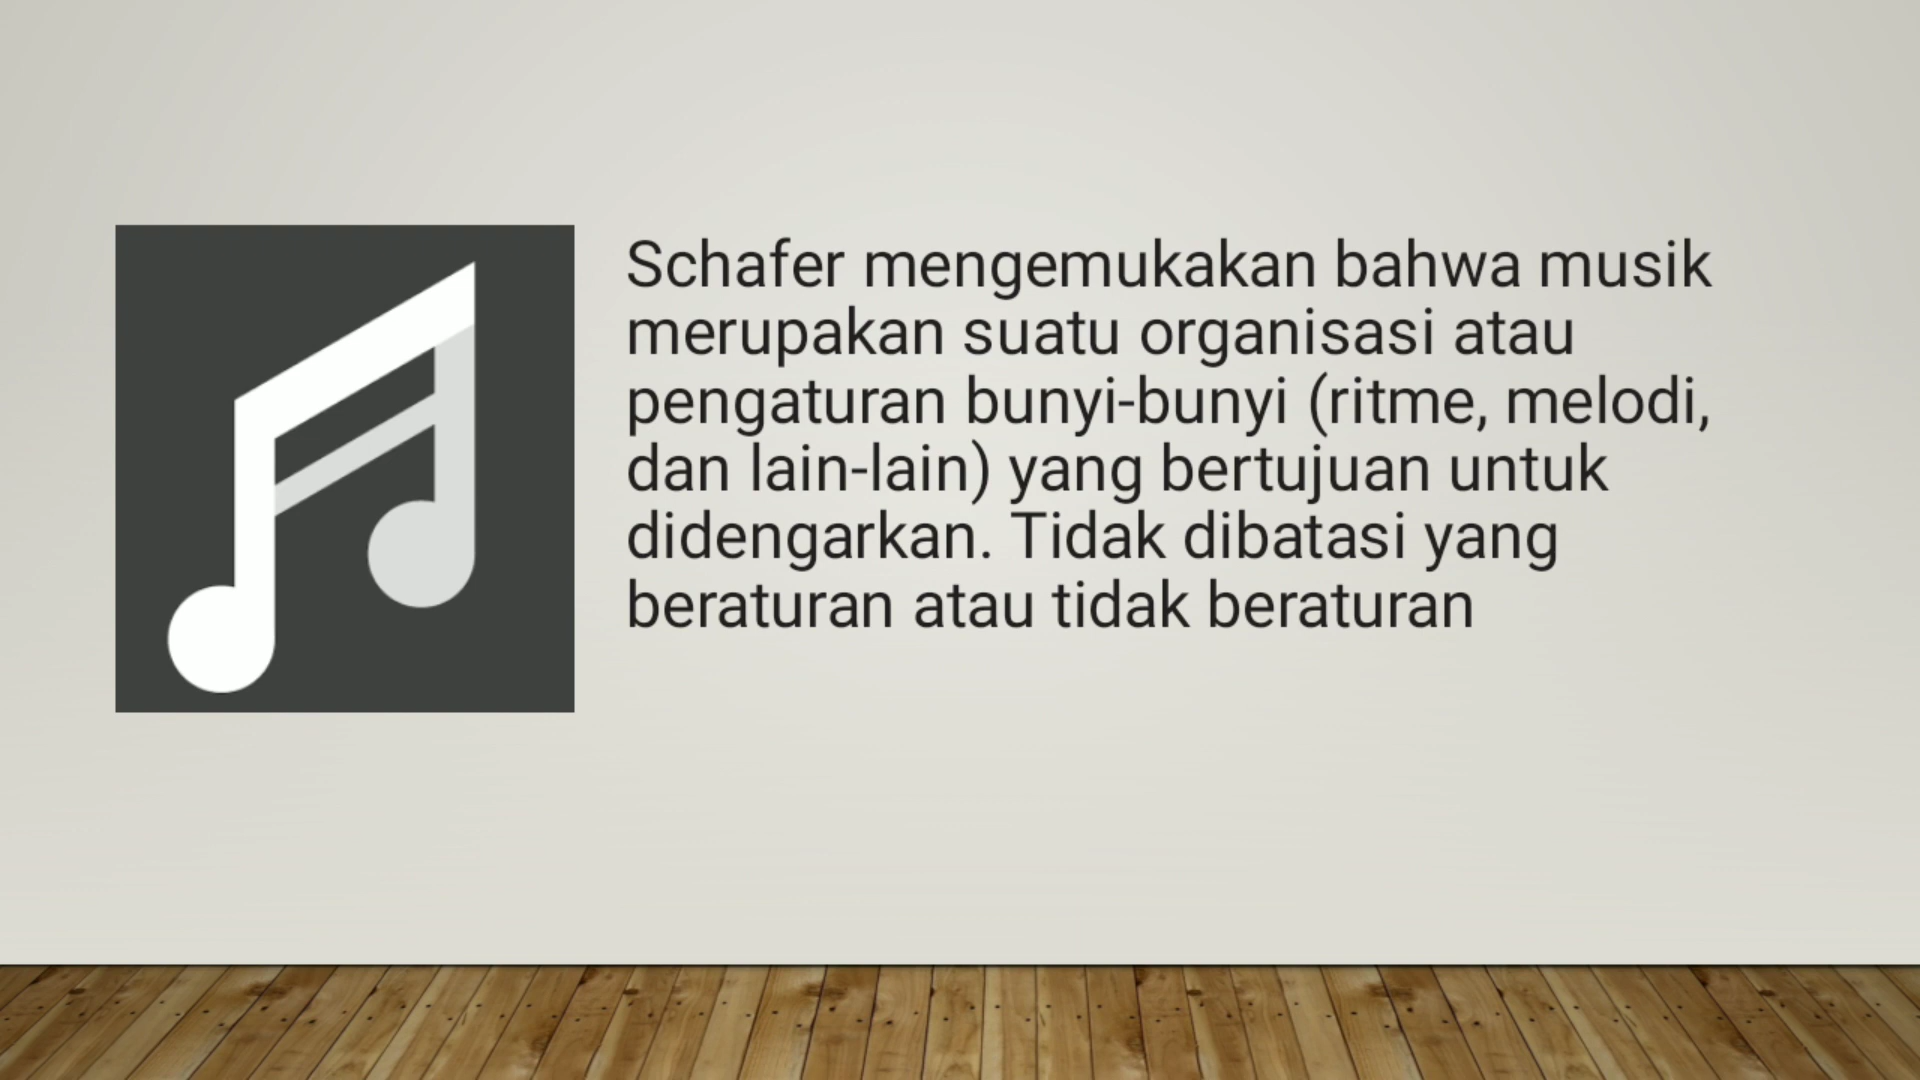 Schafer mengemukakan bahwa musik
merupakan suatu organisasi atau
pengaturan bunyi-bunyi (ritme, melodi,
dan lain-lain) yang bertujuan untuk
didengarkan. Tidak dibatasi yang
beraturan atau tidak beraturan